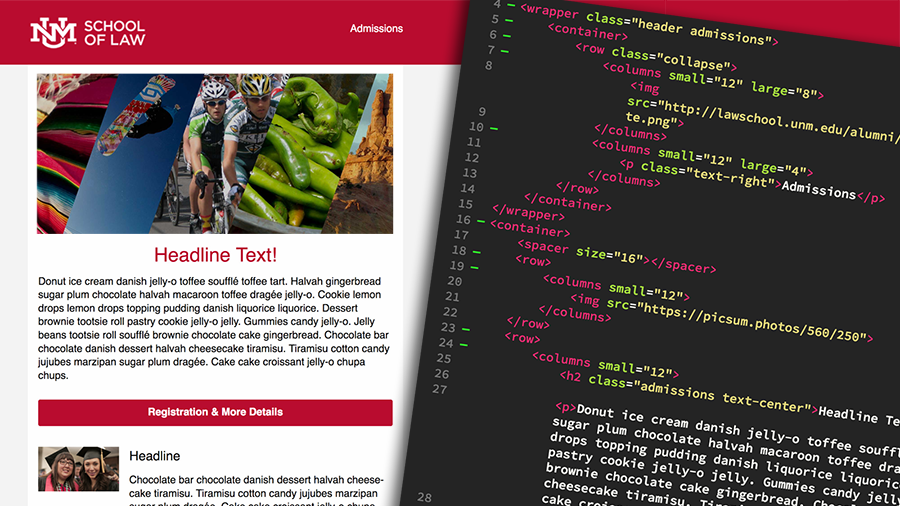 UNM SCHOOL
OF LAW
Admissions
Headline Text!
Donut ice cream danish jelly-o toffee soufflé toffee tart. Halvah gingerbread
sugar plum chocolate halvah macaroon toffee dragée jelly-o. Cookie lemon
drops lemon drops topping pudding danish liquorice liquorice. Dessert
brownie tootsie roll pastry cookie jelly-o jelly. Gummies candy jelly-o. Jelly
beans tootsie roll soufflé brownie chocolate cake gingerbread. Chocolate bar
chocolate danish dessert halvah cheesecake tiramisu. Tiramisu cotton candy
jujubes marzipan sugar plum dragée. Cake cake croissant jelly-o chupa
chups.
Registration & More Details
Headline
Chocolate bar chocolate danish dessert halvah cheese-
cake tiramisu. Tiramisu cotton candy jujubes marzipan
sugar plum dragée. Cake cake croissant jelly-o chupa
4 <wrapper class="header admissions">
5 <container>
6 <row class="collapse">
7 <columns small="12" large="8">
8 <img
src="http://lawschool.unm.edu/alumni/
te.png">
9 </columns>
10 <columns small="12" large="4">
11 <p class="text-right">Admissions</p>
12 </columns>
13 </row>
14 </container>
15 </wrapper>
16 <container>
17 <spacer size="16"></spacer>
18 <row>
19 <columns small="12">
20 <img src="https://picsum.photos/560/250">
21 </columns>
22 </row>
23 <row>
24 <columns small="12">
25 <h2 class="admissions text-center">Headline
26
27 <p>Donut ice cream danish jelly-o toffee
sugar plum chocolate halvah macaroon toffee
drops topping pudding danish liquorice
pastry cookie jelly-o jelly. Gummies candy
brownie chocolate cake gingerbread.
cheesecake tiramisu.
28